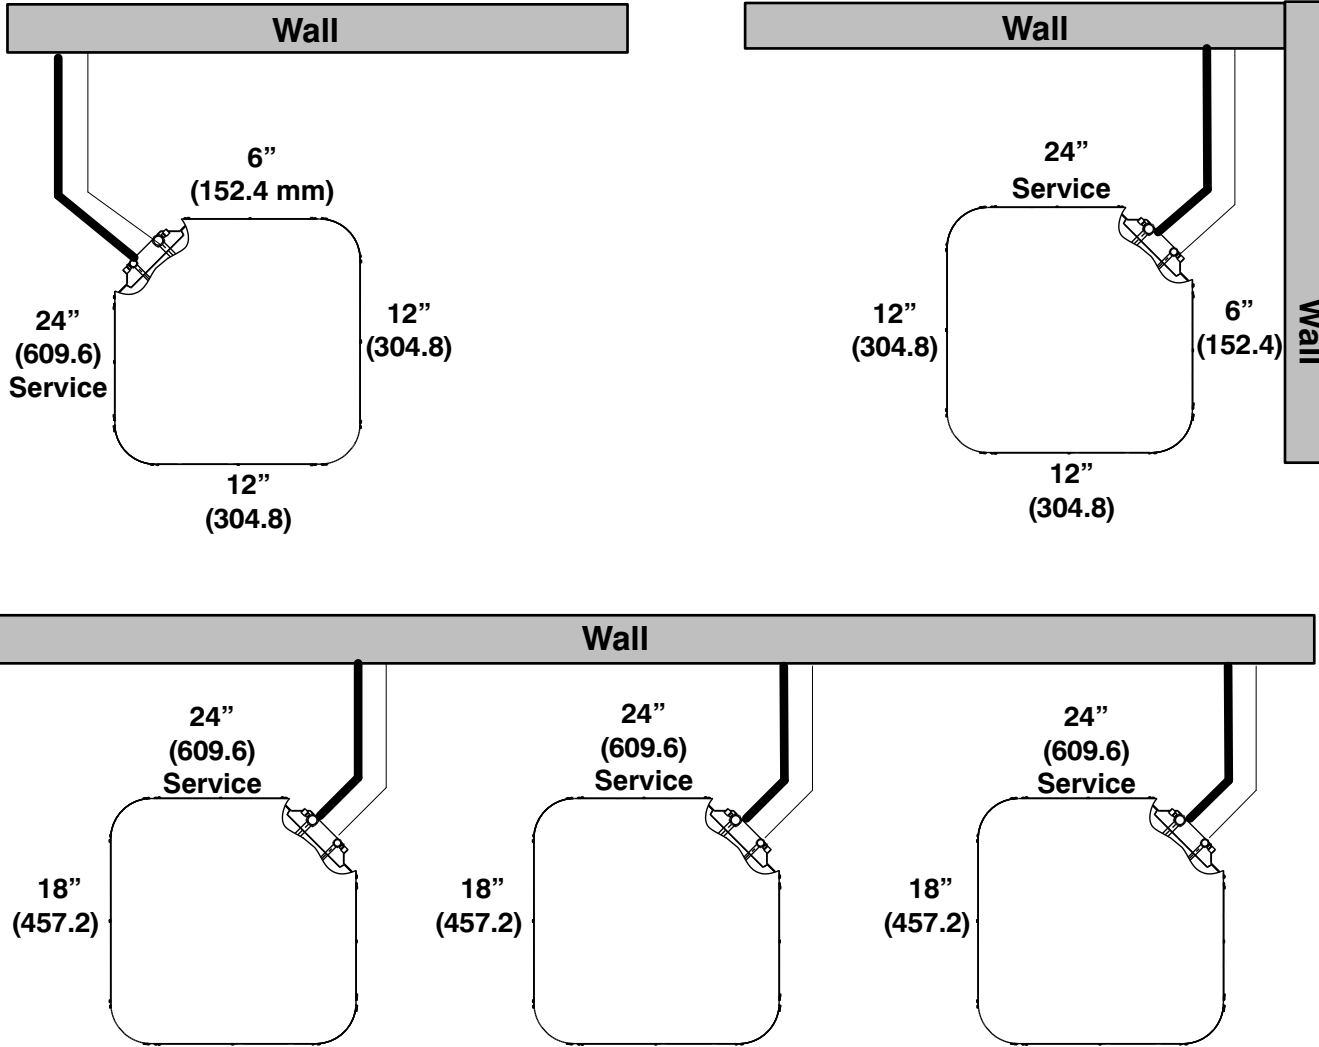 Wall
6”
(152.4 mm)
24”
(609.6)
Service
12”
(304.8)
12”
(304.8)
Wall
24”
Service
12”
(304.8)
6”
(152.4)
Wall
12”
(304.8)
Wall
24”
(609.6)
Service
18”
(457.2)
24”
(609.6)
Service
18”
(457.2)
24”
(609.6)
Service
18”
(457.2)